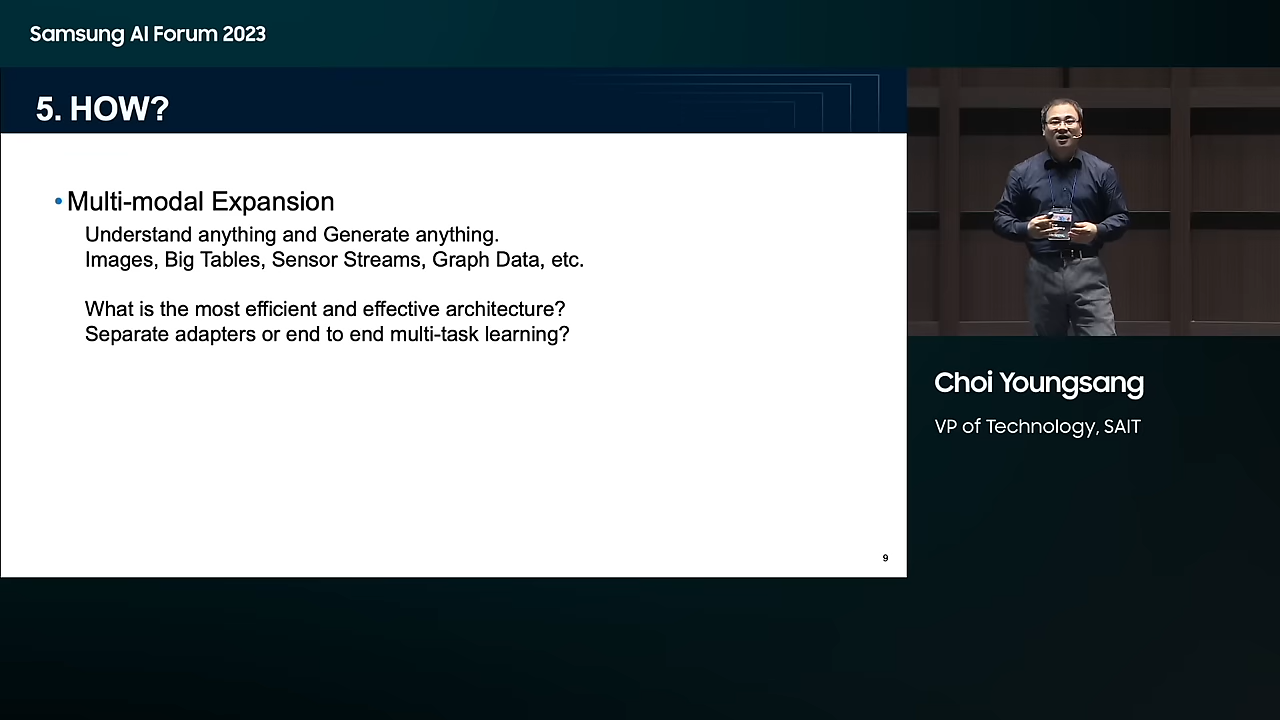 Samsung AI Forum 2023
5. HOW?
• Multi-modal Expansion
Understand anything and Generate anything.
Images, Big Tables, Sensor Streams, Graph Data, etc.
What is the most efficient and effective architecture?
Separate adapters or end to end multi-task learning?
9
Choi Youngsang
VP of Technology, SAIT